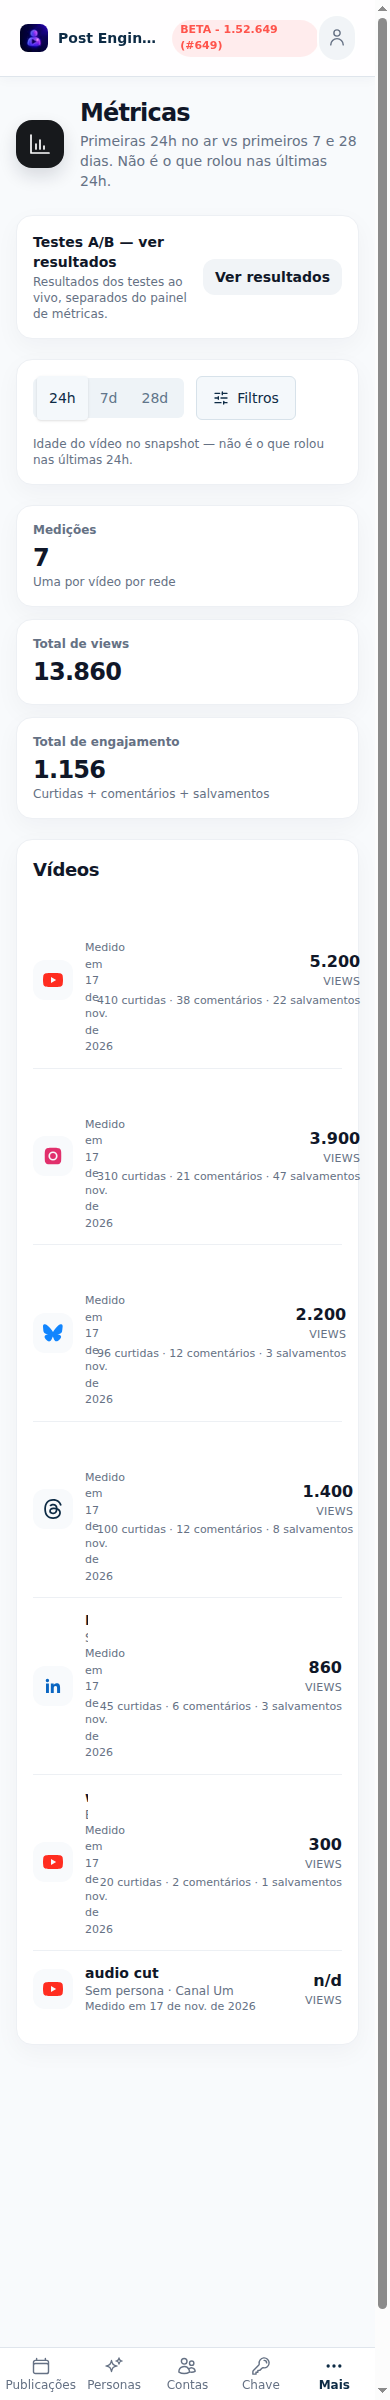 Post Engin…
BETA - 1.52.649
(#649)
Métricas
Primeiras 24h no ar vs primeiros 7 e 28
dias. Não é o que rolou nas últimas
24h.
Testes A/B — ver
resultados
Resultados dos testes ao
vivo, separados do painel
de métricas.
Ver resultados
24h
7d
28d
Filtros
Idade do vídeo no snapshot — não é o que rolou
nas últimas 24h.
Medições
7
Uma por vídeo por rede
Total de views
13.860
Total de engajamento
1.156
Curtidas + comentários + salvamentos
Vídeos
Medido
em
17
de
nov.
de
2026
5.200
VIEWS
410 curtidas · 38 comentários · 22 salvamentos
Medido
em
17
de
nov.
de
2026
3.900
VIEWS
310 curtidas · 21 comentários · 47 salvamentos
Medido
em
17
de
nov.
de
2026
2.200
VIEWS
96 curtidas · 12 comentários · 3 salvamentos
Medido
em
17
de
nov.
de
2026
1.400
VIEWS
100 curtidas · 12 comentários · 8 salvamentos
Medido
em
17
de
nov.
de
2026
860
VIEWS
45 curtidas · 6 comentários · 3 salvamentos
Medido
em
17
de
nov.
de
2026
300
VIEWS
20 curtidas · 2 comentários · 1 salvamentos
audio cut
Sem persona · Canal Um
Medido em 17 de nov. de 2026
n/d
VIEWS
Publicações
Personas
Contas
Chave
Mais